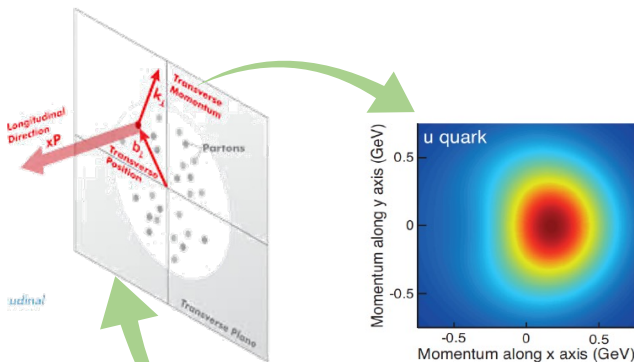 Transverse
Momentum
k⊥
Longitudinal
Direction
xP
b⊥
Transverse
Position
Partons
Transverse Plane
udinal
u quark
Momentum along y axis (GeV)
0.5
0
-0.5
-0.5
0
0.5
Momentum along x axis (GeV)